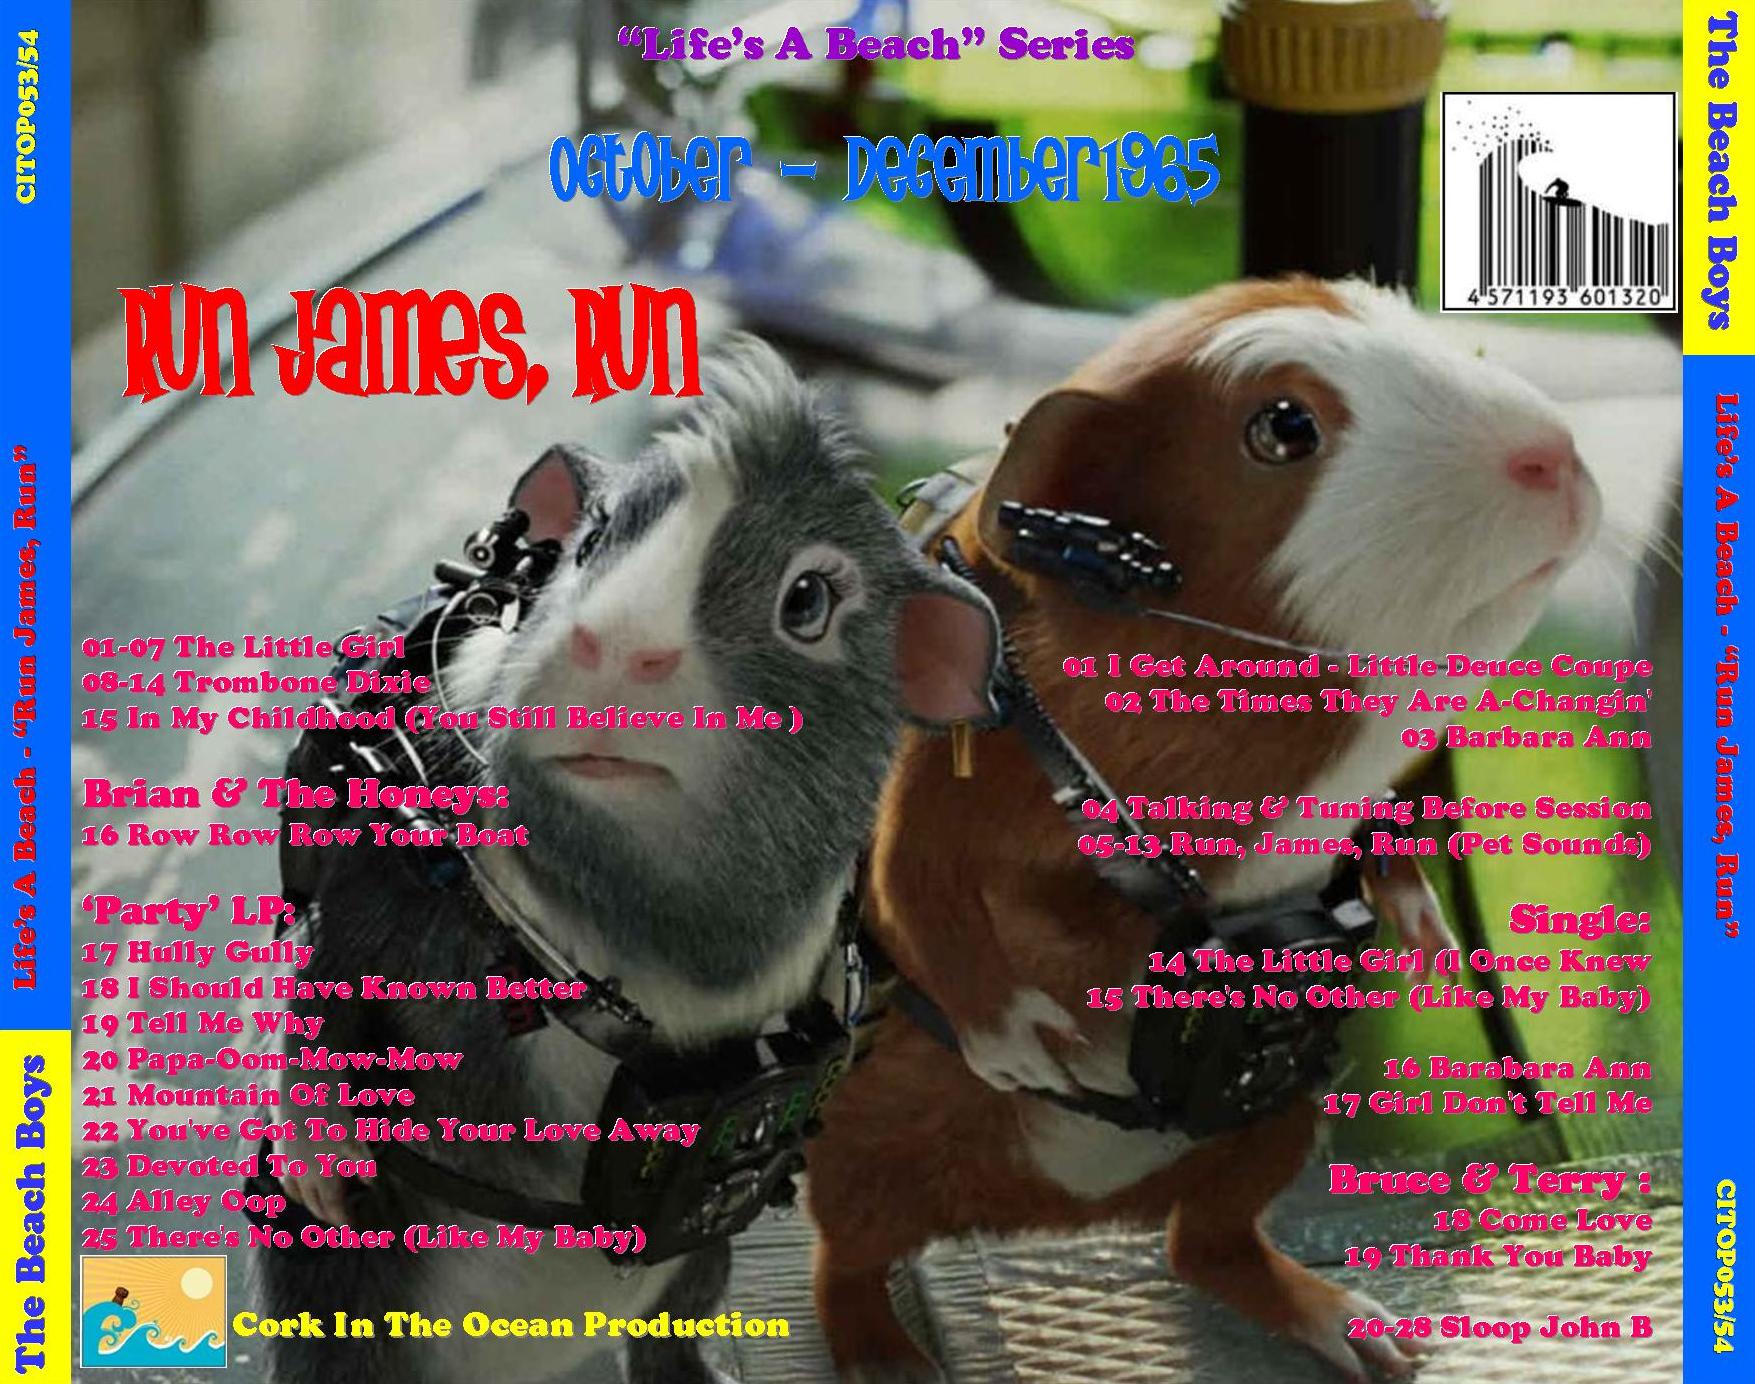 "Life's A Beach" Series
October - December 1965
Run James, Run
4 571193 601320
01-07 The Little Girl
08-14 Trombone Dixie
15 In My Childhood (You Still Believe In Me )
Brian & The Honeys:
16 Row Row Row Your Boat
'Party' LP:
17 Hully Gully
18 I Should Have Known Better
19 Tell Me Why
20 Papa-Oom-Mow-Mow
21 Mountain Of Love
22 You've Got To Hide Your Love Away
23 Devoted To You
24 Alley Oop
25 There's No Other (Like My Baby)
Cork In The Ocean Production
01 I Get Around - Little Deuce Coupe
02 The Times They Are A-Changin'
03 Barbara Ann
04 Talking & Tuning Before Session
05-13 Run, James, Run (Pet Sounds)
Single:
14 The Little Girl (I Once Knew
15 There's No Other (Like My Baby)
16 Barabara Ann
17 Girl Don't Tell Me
Bruce & Terry :
18 Come Love
19 Thank You Baby
20-28 Sloop John B
The Beach Boys
Life's A Beach - "Run James, Run"
CITOP053/54
The Beach Boys
Life's A Beach - "Run James, Run"
CITOP053/54